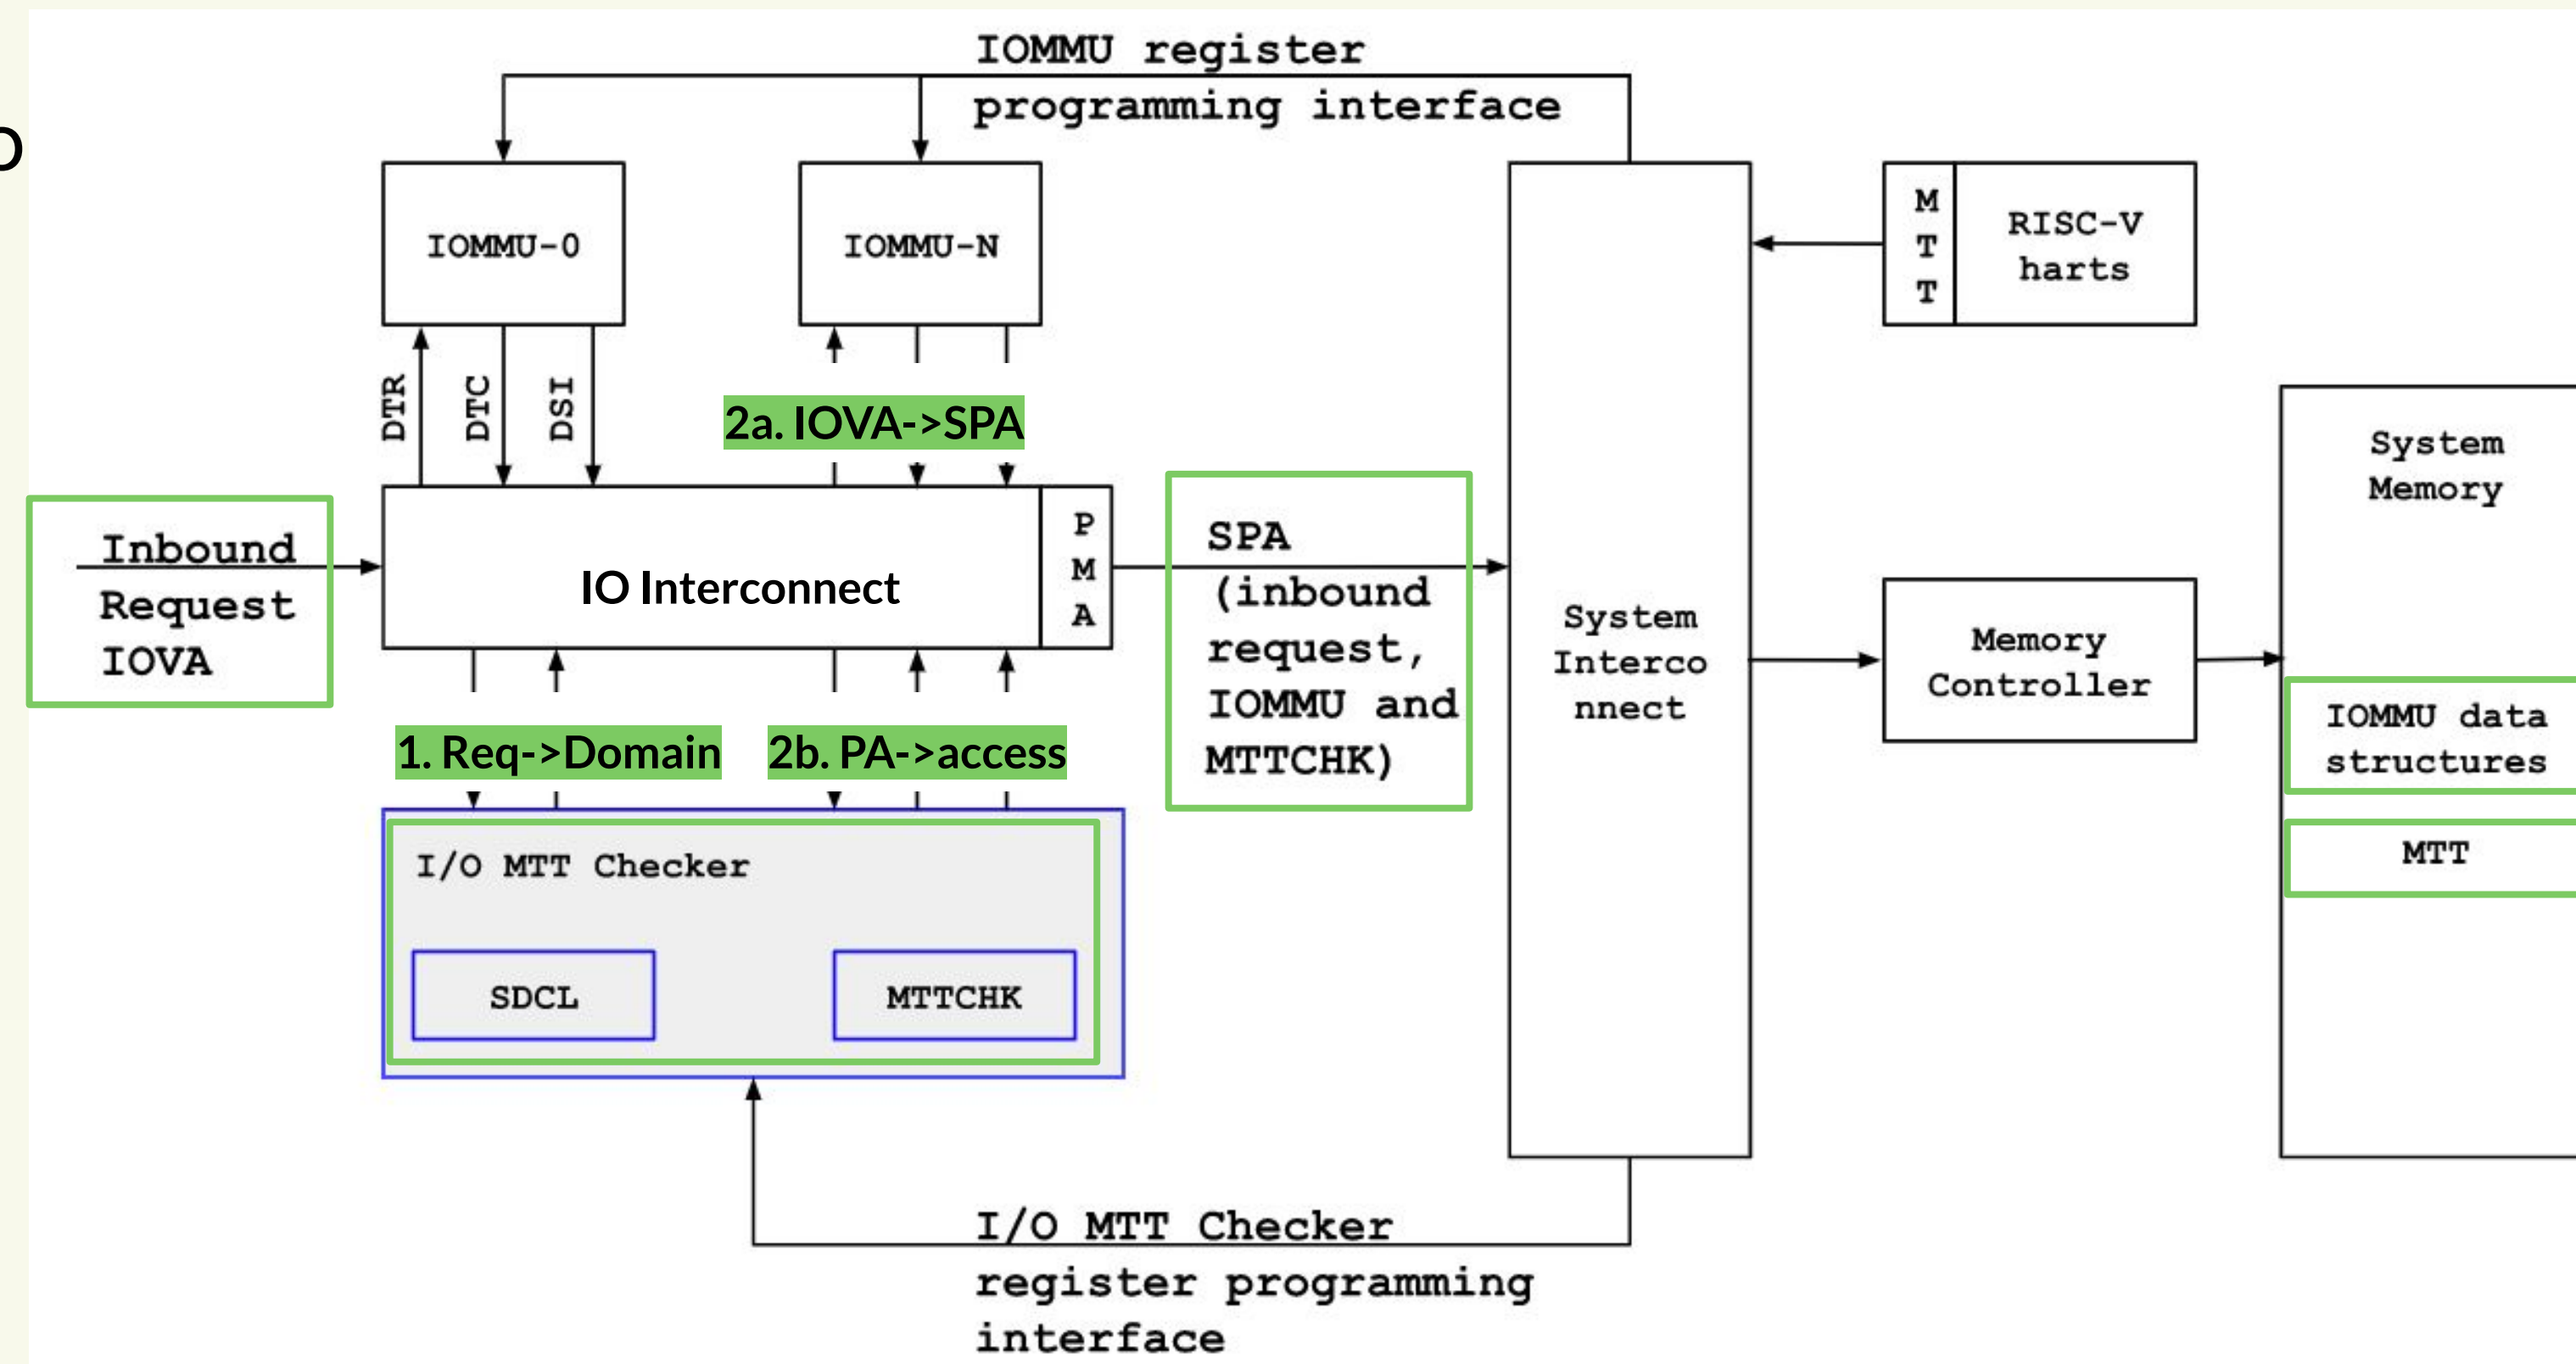 IOMMU register
programming interface
IOMMU-0
IOMMU-N
M
T
T
RISC-V
harts
DTR
DTC
DSI
2a. IOVA->SPA
System
Memory
Inbound
Request
IOVA
IO Interconnect
P
M
A
SPA
(inbound
request,
IOMMU and
MTTCHK)
System
Interco
nnect
Memory
Controller
IOMMU data
structures
MTT
1. Req->Domain
2b. PA->access
I/O MTT Checker
SDCL
MTTCHK
I/O MTT Checker
register programming
interface